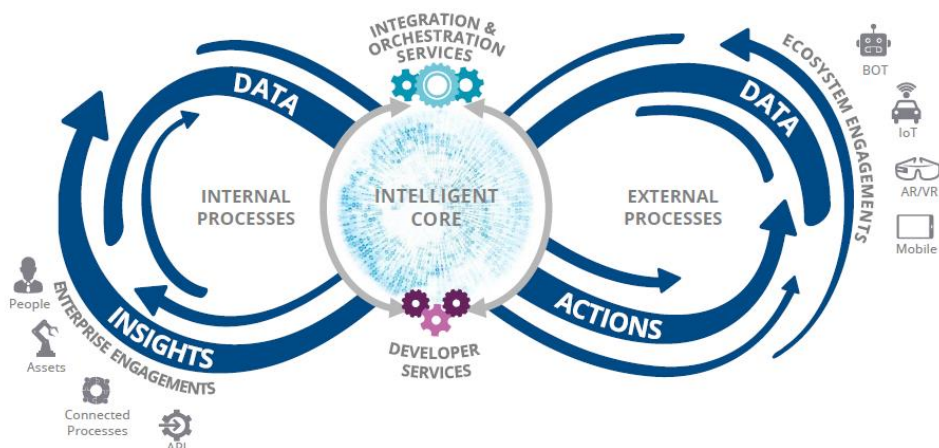 INTEGRATION &
ORCHESTRATION
SERVICES
DATA
INTERNAL
PROCESSES
INSIGHTS
ENTERPRISE ENGAGEMENTS
People
Assets
Connected
Processes
API
INTELLIGENT
CORE
DEVELOPER
SERVICES
DATA
EXTERNAL
PROCESSES
ACTIONS
ECOSYSTEM ENGAGEMENTS
BOT
IoT
AR/VR
Mobile